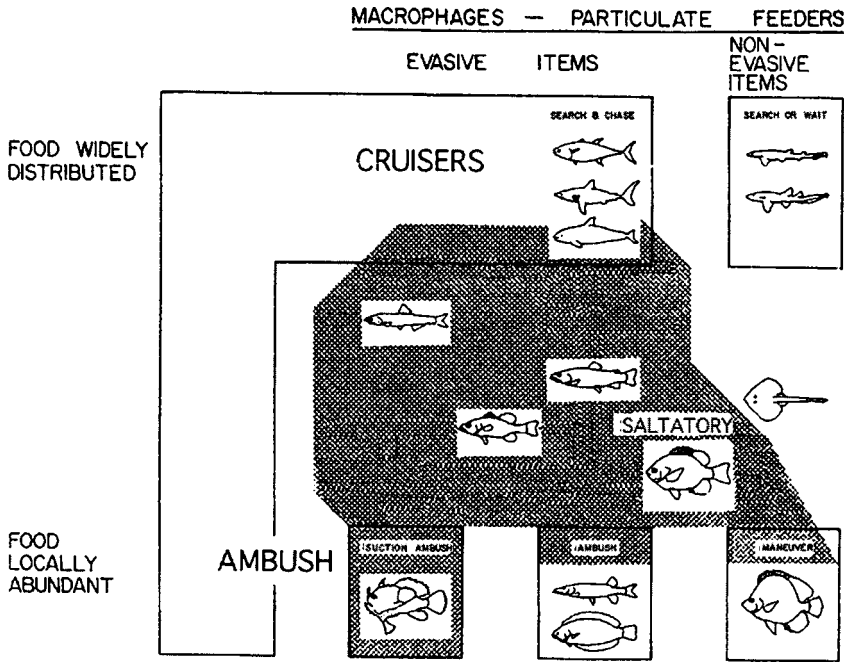 MACROPHAGES — PARTICULATE FEEDERS
EVASIVE ITEMS
NON-
EVASIVE
ITEMS
FOOD WIDELY
DISTRIBUTED
CRUISERS
SEARCH & CHASE
SEARCH OR WAIT
SALTATORY
FOOD
LOCALLY
ABUNDANT
AMBUSH
SUCTION AMBUSH
AMBUSH
MANEUVER